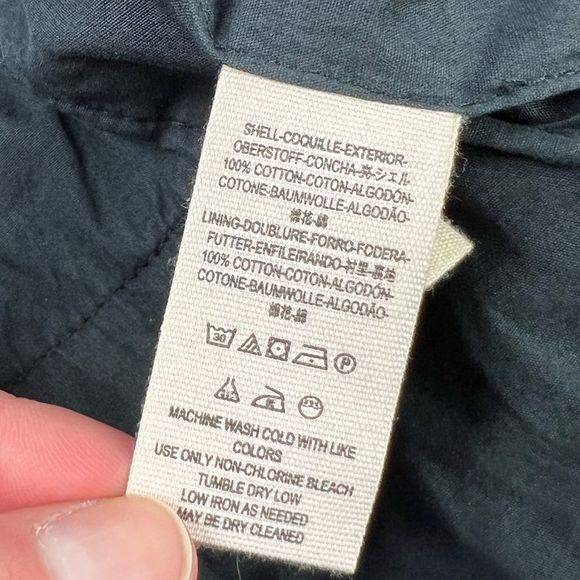 SHELL-COQUILLE-EXTERIOR-
OBERSTOFF-CONCHA-壳-シェル
100% COTTON-COTON-ALGODÓN-
COTONE-BAUMWOLLE-ALGODÃO-
棉花-綿
LINING-DOUBLURE-FORRO-FODERA-
FUTTER-ENFILEIRANDO-衬里-裏地
100% COTTON-COTON-ALGODÓN-
COTONE-BAUMWOLLE-ALGODÃO-
棉花-綿
30 P
MACHINE WASH COLD WITH LIKE
COLORS
USE ONLY NON-CHLORINE BLEACH
TUMBLE DRY LOW
LOW IRON AS NEEDED
MAY BE DRY CLEANED